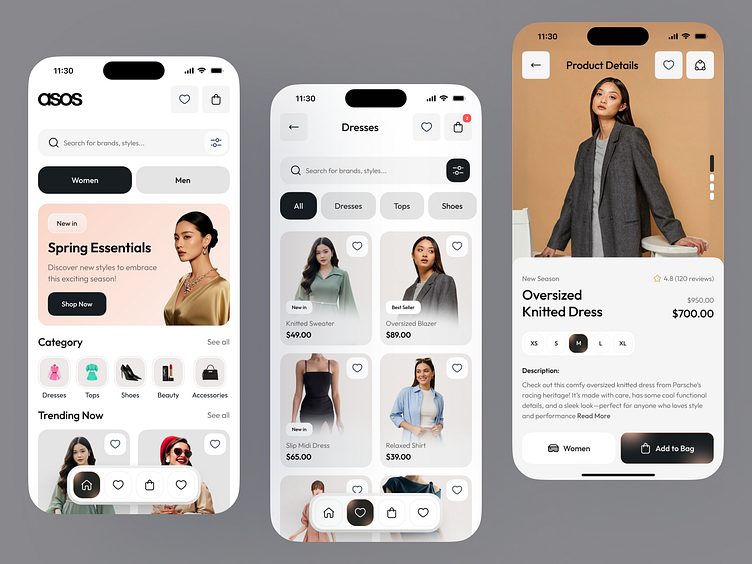 11:30
asos
Search for brands, styles...
Women
Men
New in
Spring Essentials
Discover new styles to embrace
this exciting season!
Shop Now
Category
See all
Dresses
Tops
Shoes
Beauty
Accessories
Trending Now
See all
11:30
Dresses
2
Search for brands, styles...
All
Dresses
Tops
Shoes
New in
Knitted Sweater
$49.00
Best Seller
Oversized Blazer
$89.00
New in
Slip Midi Dress
$65.00
Relaxed Shirt
$39.00
11:30
Product Details
New Season
4.8 (120 reviews)
Oversized
Knitted Dress
$950.00
$700.00
XS
S
M
L
XL
Description:
Check out this comfy oversized knitted dress from Parsche's
racing heritage! It's made with care, has some cool functional
details, and a sleek look—perfect for anyone who loves style
and performance Read More
Women
Add to Bag